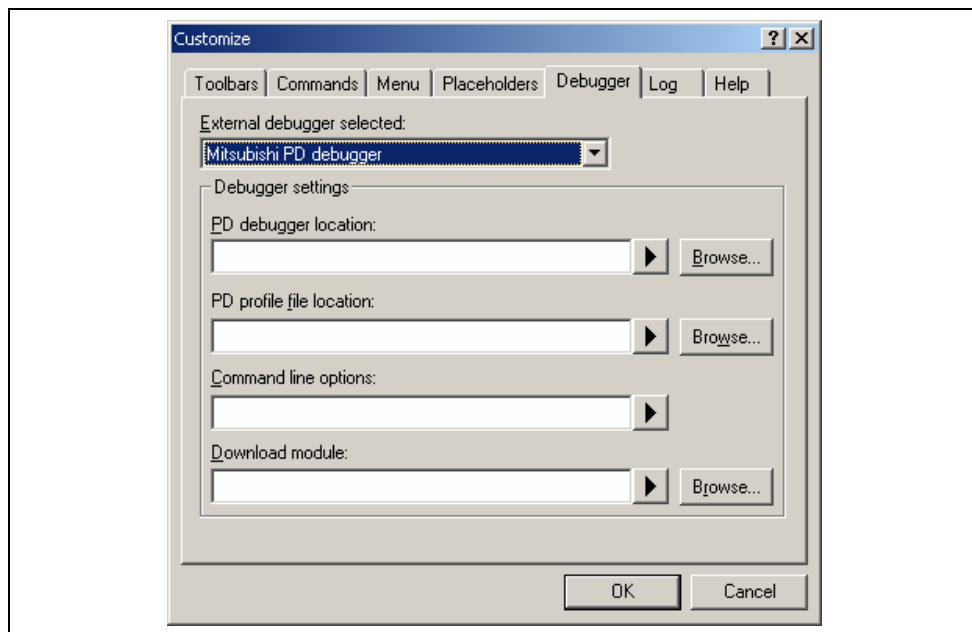 Customize
Toolbars Commands Menu Placeholders Debugger Log Help
External debugger selected:
Mitsubishi PD debugger
Debugger settings
PD debugger location:
Browse...
PD profile file location:
Browse...
Command line options:
Download module:
Browse...
OK Cancel